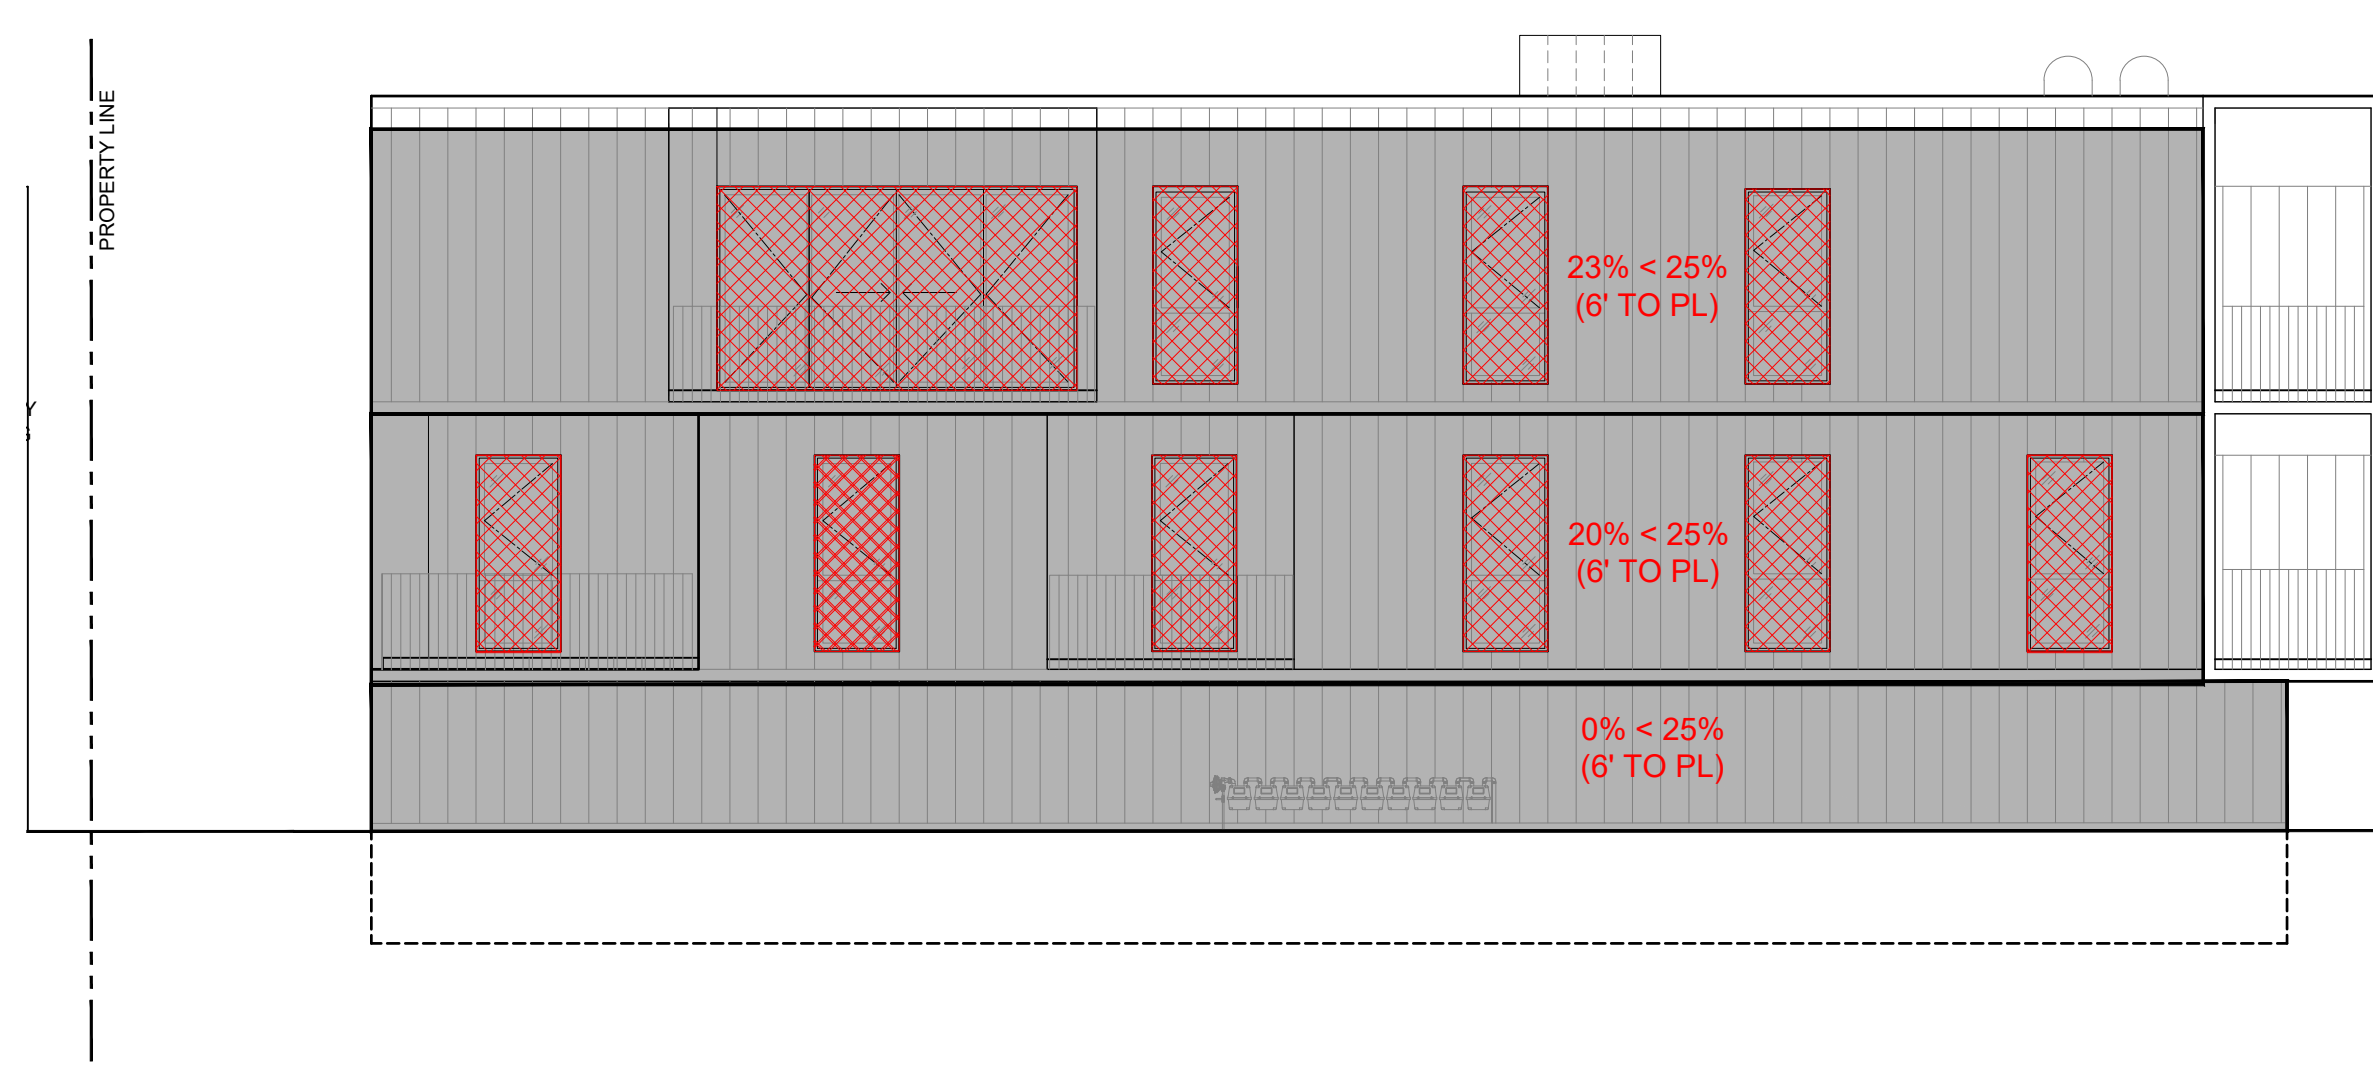 PROPERTY LINE
23% < 25%
(6' TO PL)
20% < 25%
(6' TO PL)
0% < 25%
(6' TO PL)